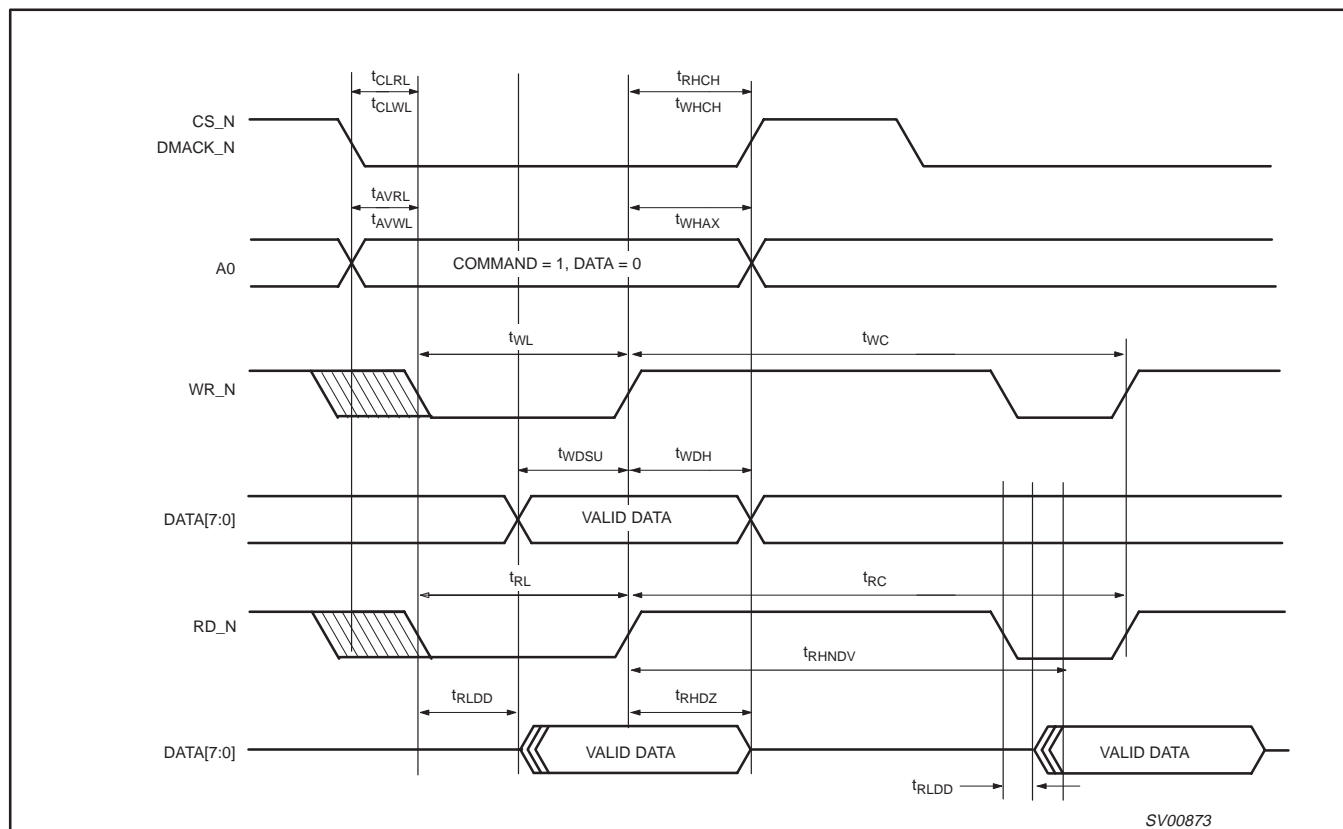 tCLRL
tRHCH
tCLWL
tWHCH
CS_N
DMACK_N
tAVRL
tAVWL
tWHAX
A0
COMMAND = 1, DATA = 0
tWL
tWC
WR_N
tWDSU
tWDH
DATA[7:0]
VALID DATA
tRL
tRC
RD_N
tRHNDV
tRLDD
tRHDZ
DATA[7:0]
VALID DATA
VALID DATA
tRLDD
SV00873